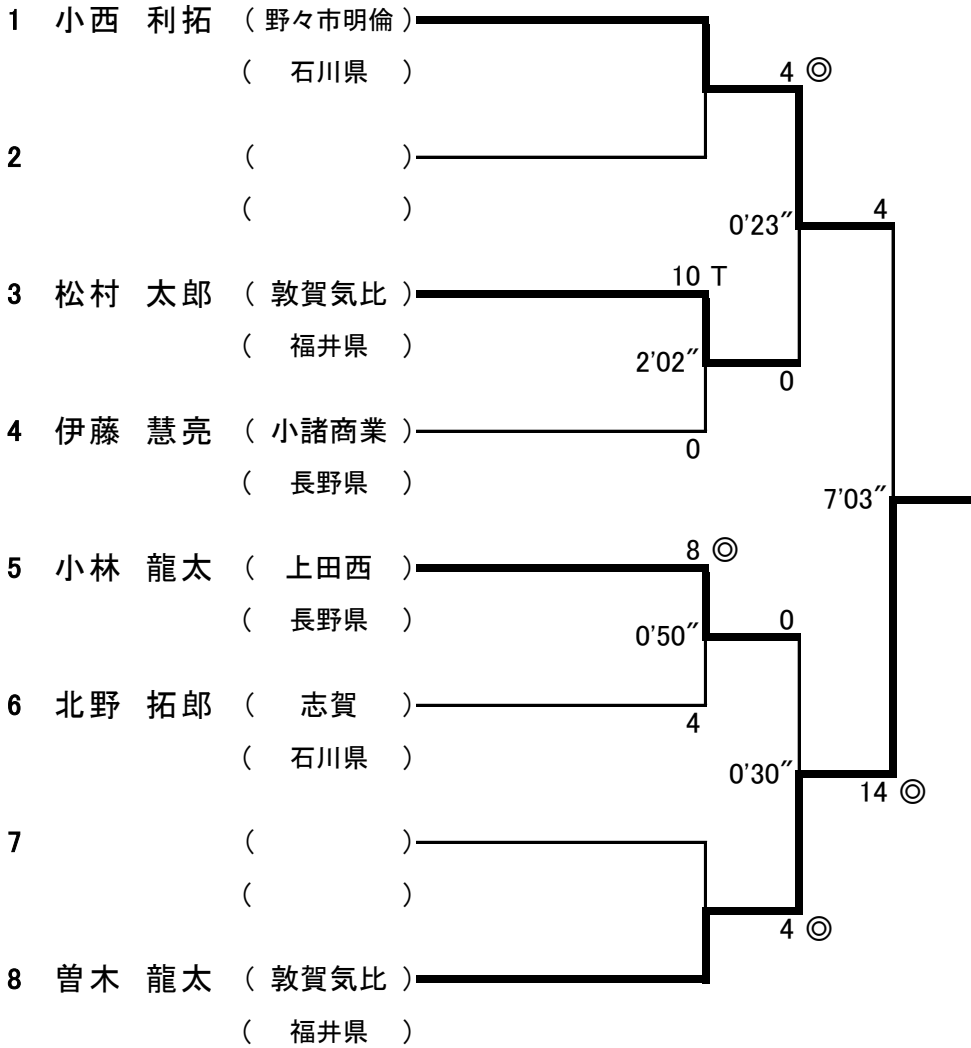 1 小西 利拓 ( 野々市明倫 )
( 石川県 )
4 ◎
2 ( )
( )
0'23″
4
10 T
3 松村 太郎 ( 敦賀気比 )
( 福井県 )
2'02″
0
4 伊藤 慧亮 ( 小諸商業 )
0
( 長野県 )
7'03″
8 ◎
5 小林 龍太 ( 上田西 )
( 長野県 )
0'50″
0
6 北野 拓郎 ( 志賀 )
4
( 石川県 )
0'30″
14 ◎
7 ( )
( )
4 ◎
8 曽木 龍太 ( 敦賀気比 )
( 福井県 )